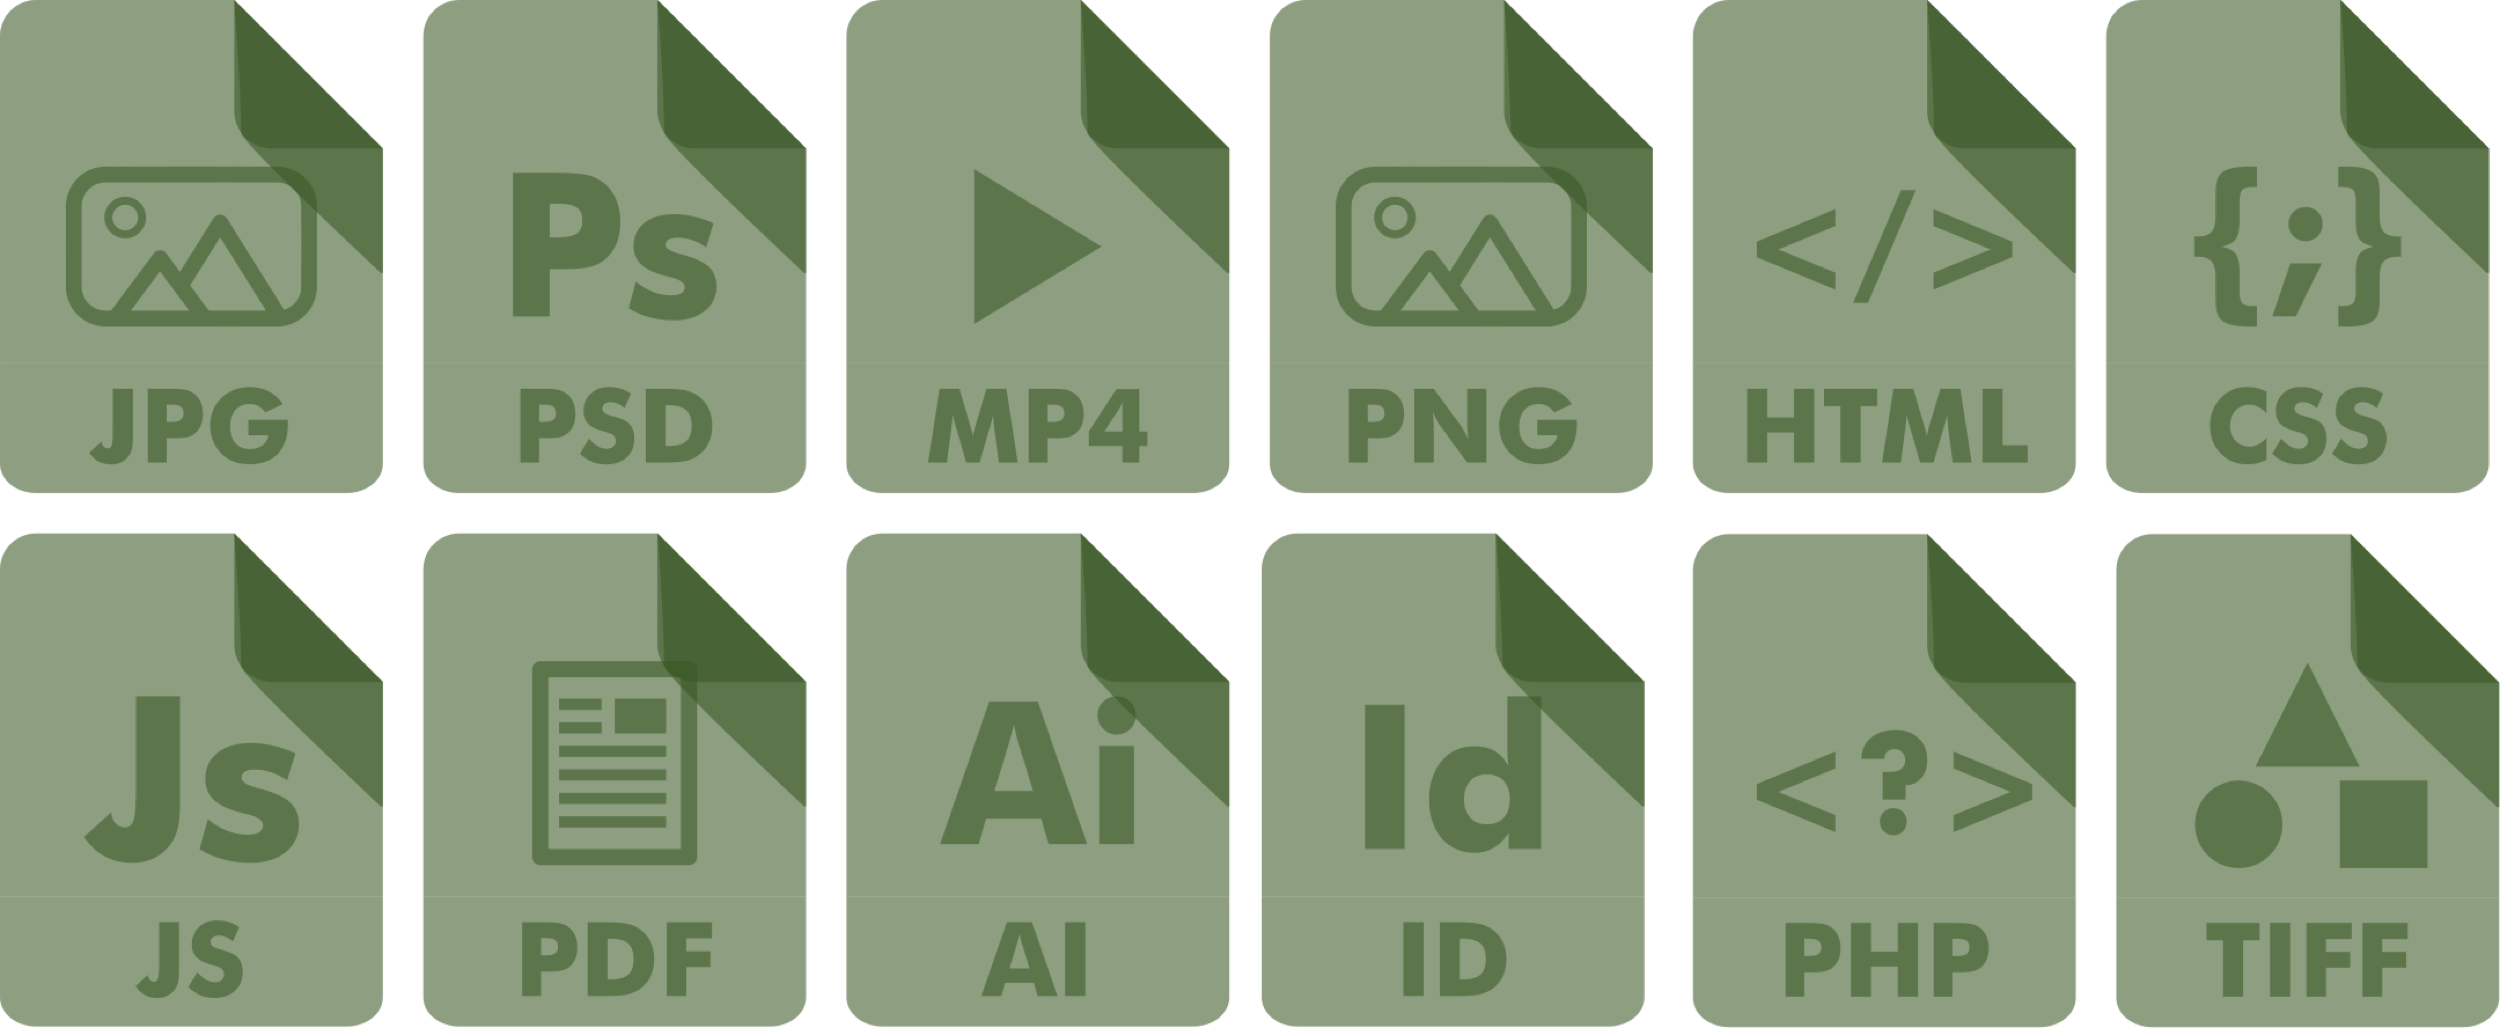 Ps
</>
{;}
JPG
PSD
MP4
PNG
HTML
CSS
Js
Ai
Id
<?>
JS
PDF
AI
ID
PHP
TIFF